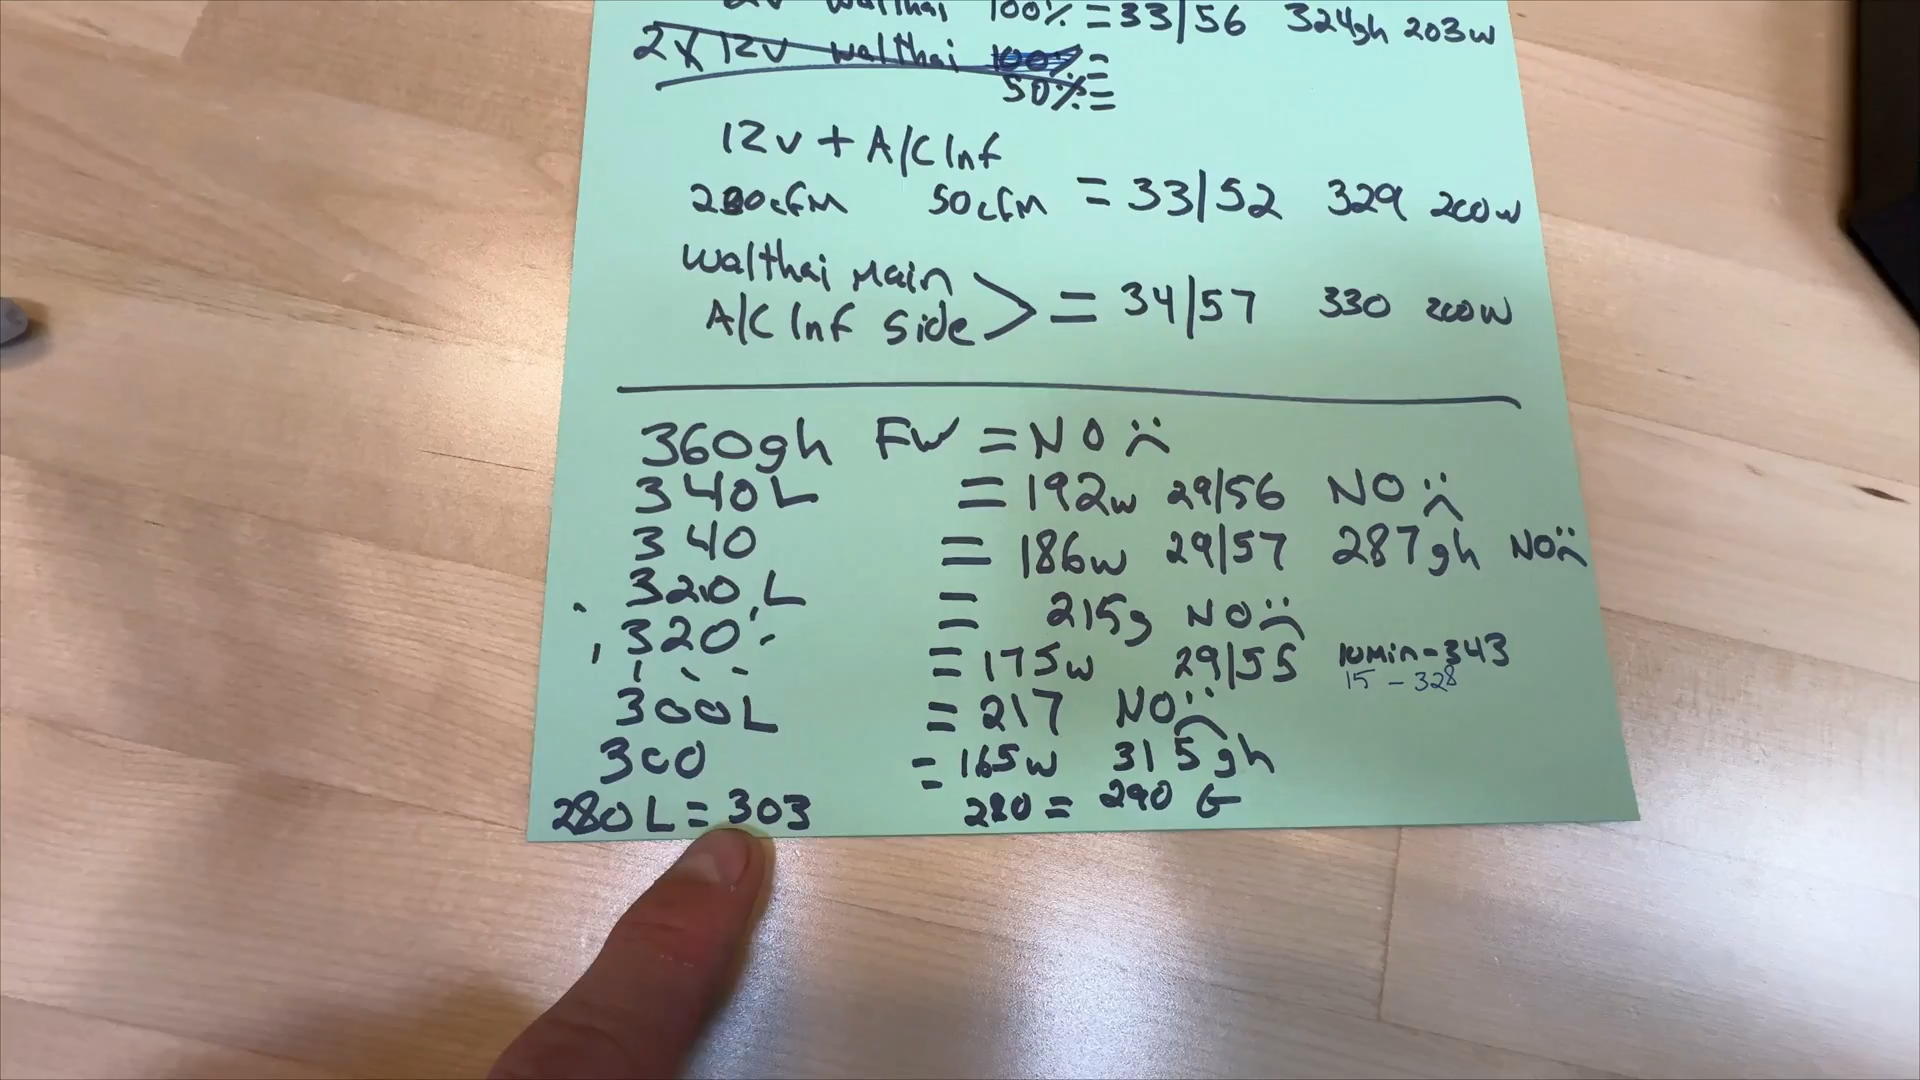 walthai 100% = 33/56 324gh 203w
2x 12v walthai 100% =
50% =
12v + A/C Inf
280cfm 50cfm = 33/52 329 200w
walthai Main
A/C Inf Side > = 34/57 330 200w
360gh FW = NO :(
340L = 192w 29/56 NO :(
340 = 186w 29/57 287gh NO :(
320L = 215g NO :(
320 = 175w 29/55 10min - 343
15 - 328
300L = 217 NO :(
300 = 165w 315gh
280L = 303 280 = 290 G